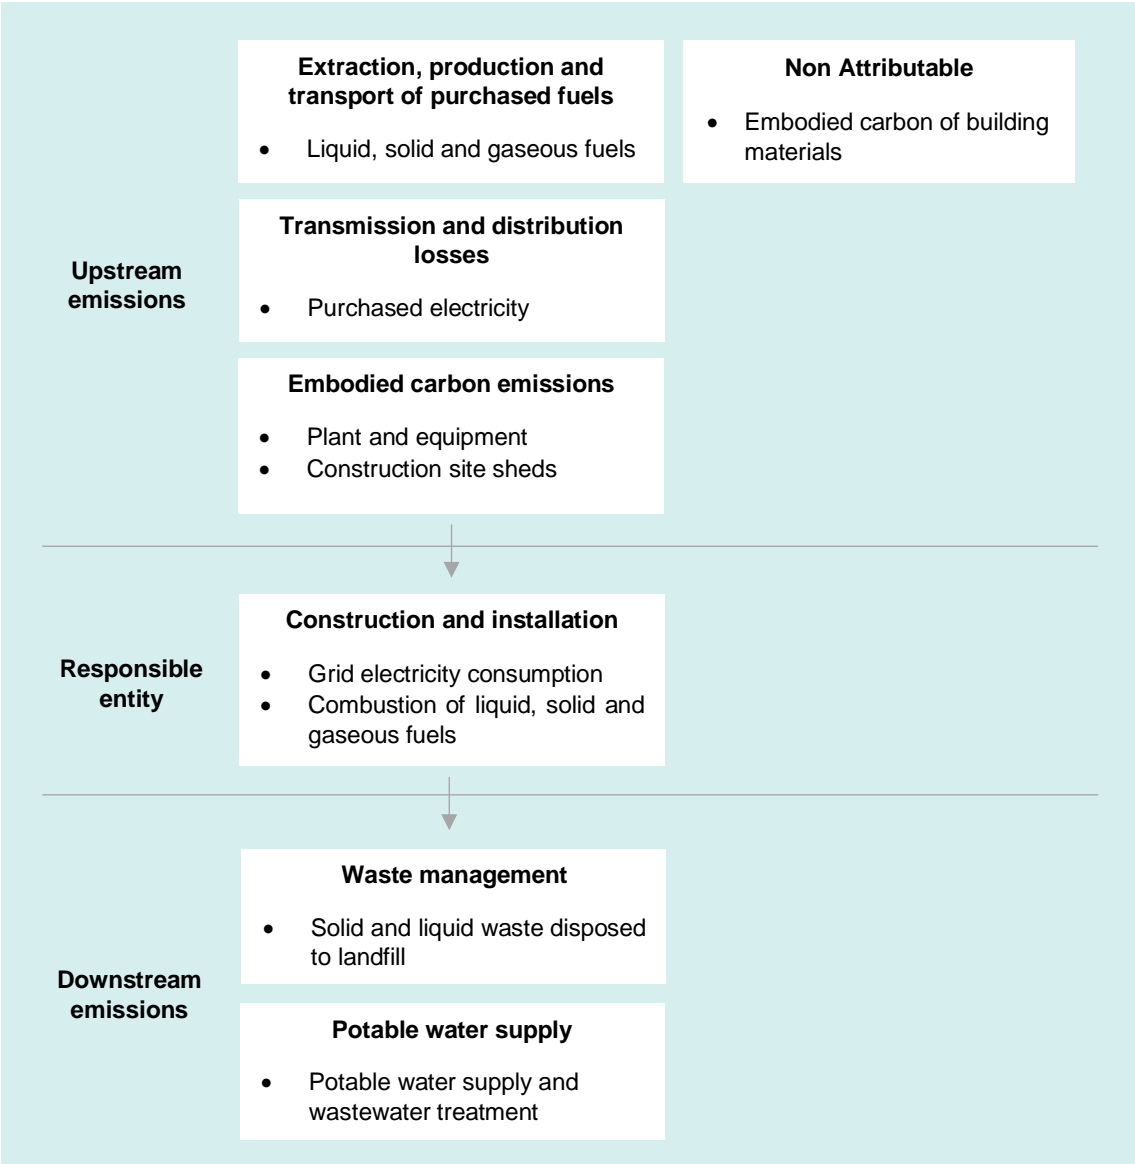 Extraction, production and
transport of purchased fuels
• Liquid, solid and gaseous fuels
Non Attributable
• Embodied carbon of building
materials
Upstream
emissions
Transmission and distribution
losses
• Purchased electricity
Embodied carbon emissions
• Plant and equipment
• Construction site sheds
Responsible
entity
Construction and installation
• Grid electricity consumption
• Combustion of liquid, solid and
gaseous fuels
Downstream
emissions
Waste management
• Solid and liquid waste disposed
to landfill
Potable water supply
• Potable water supply and
wastewater treatment